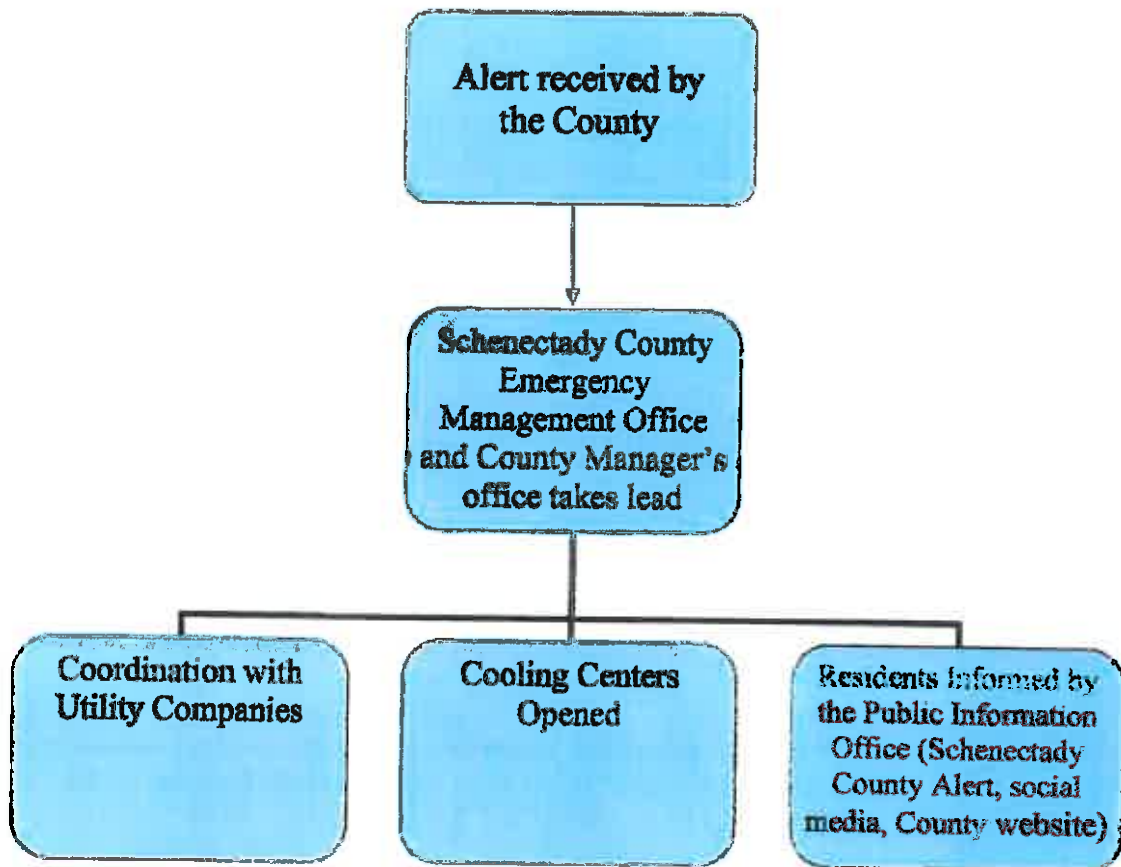 Alert received by
the County
Schenectady County
Emergency
Management Office
and County Manager's
office takes lead
Coordination with
Utility Companies
Cooling Centers
Opened
Residents Informed by
the Public Information
Office (Schenectady
County Alert, social
media, County website)